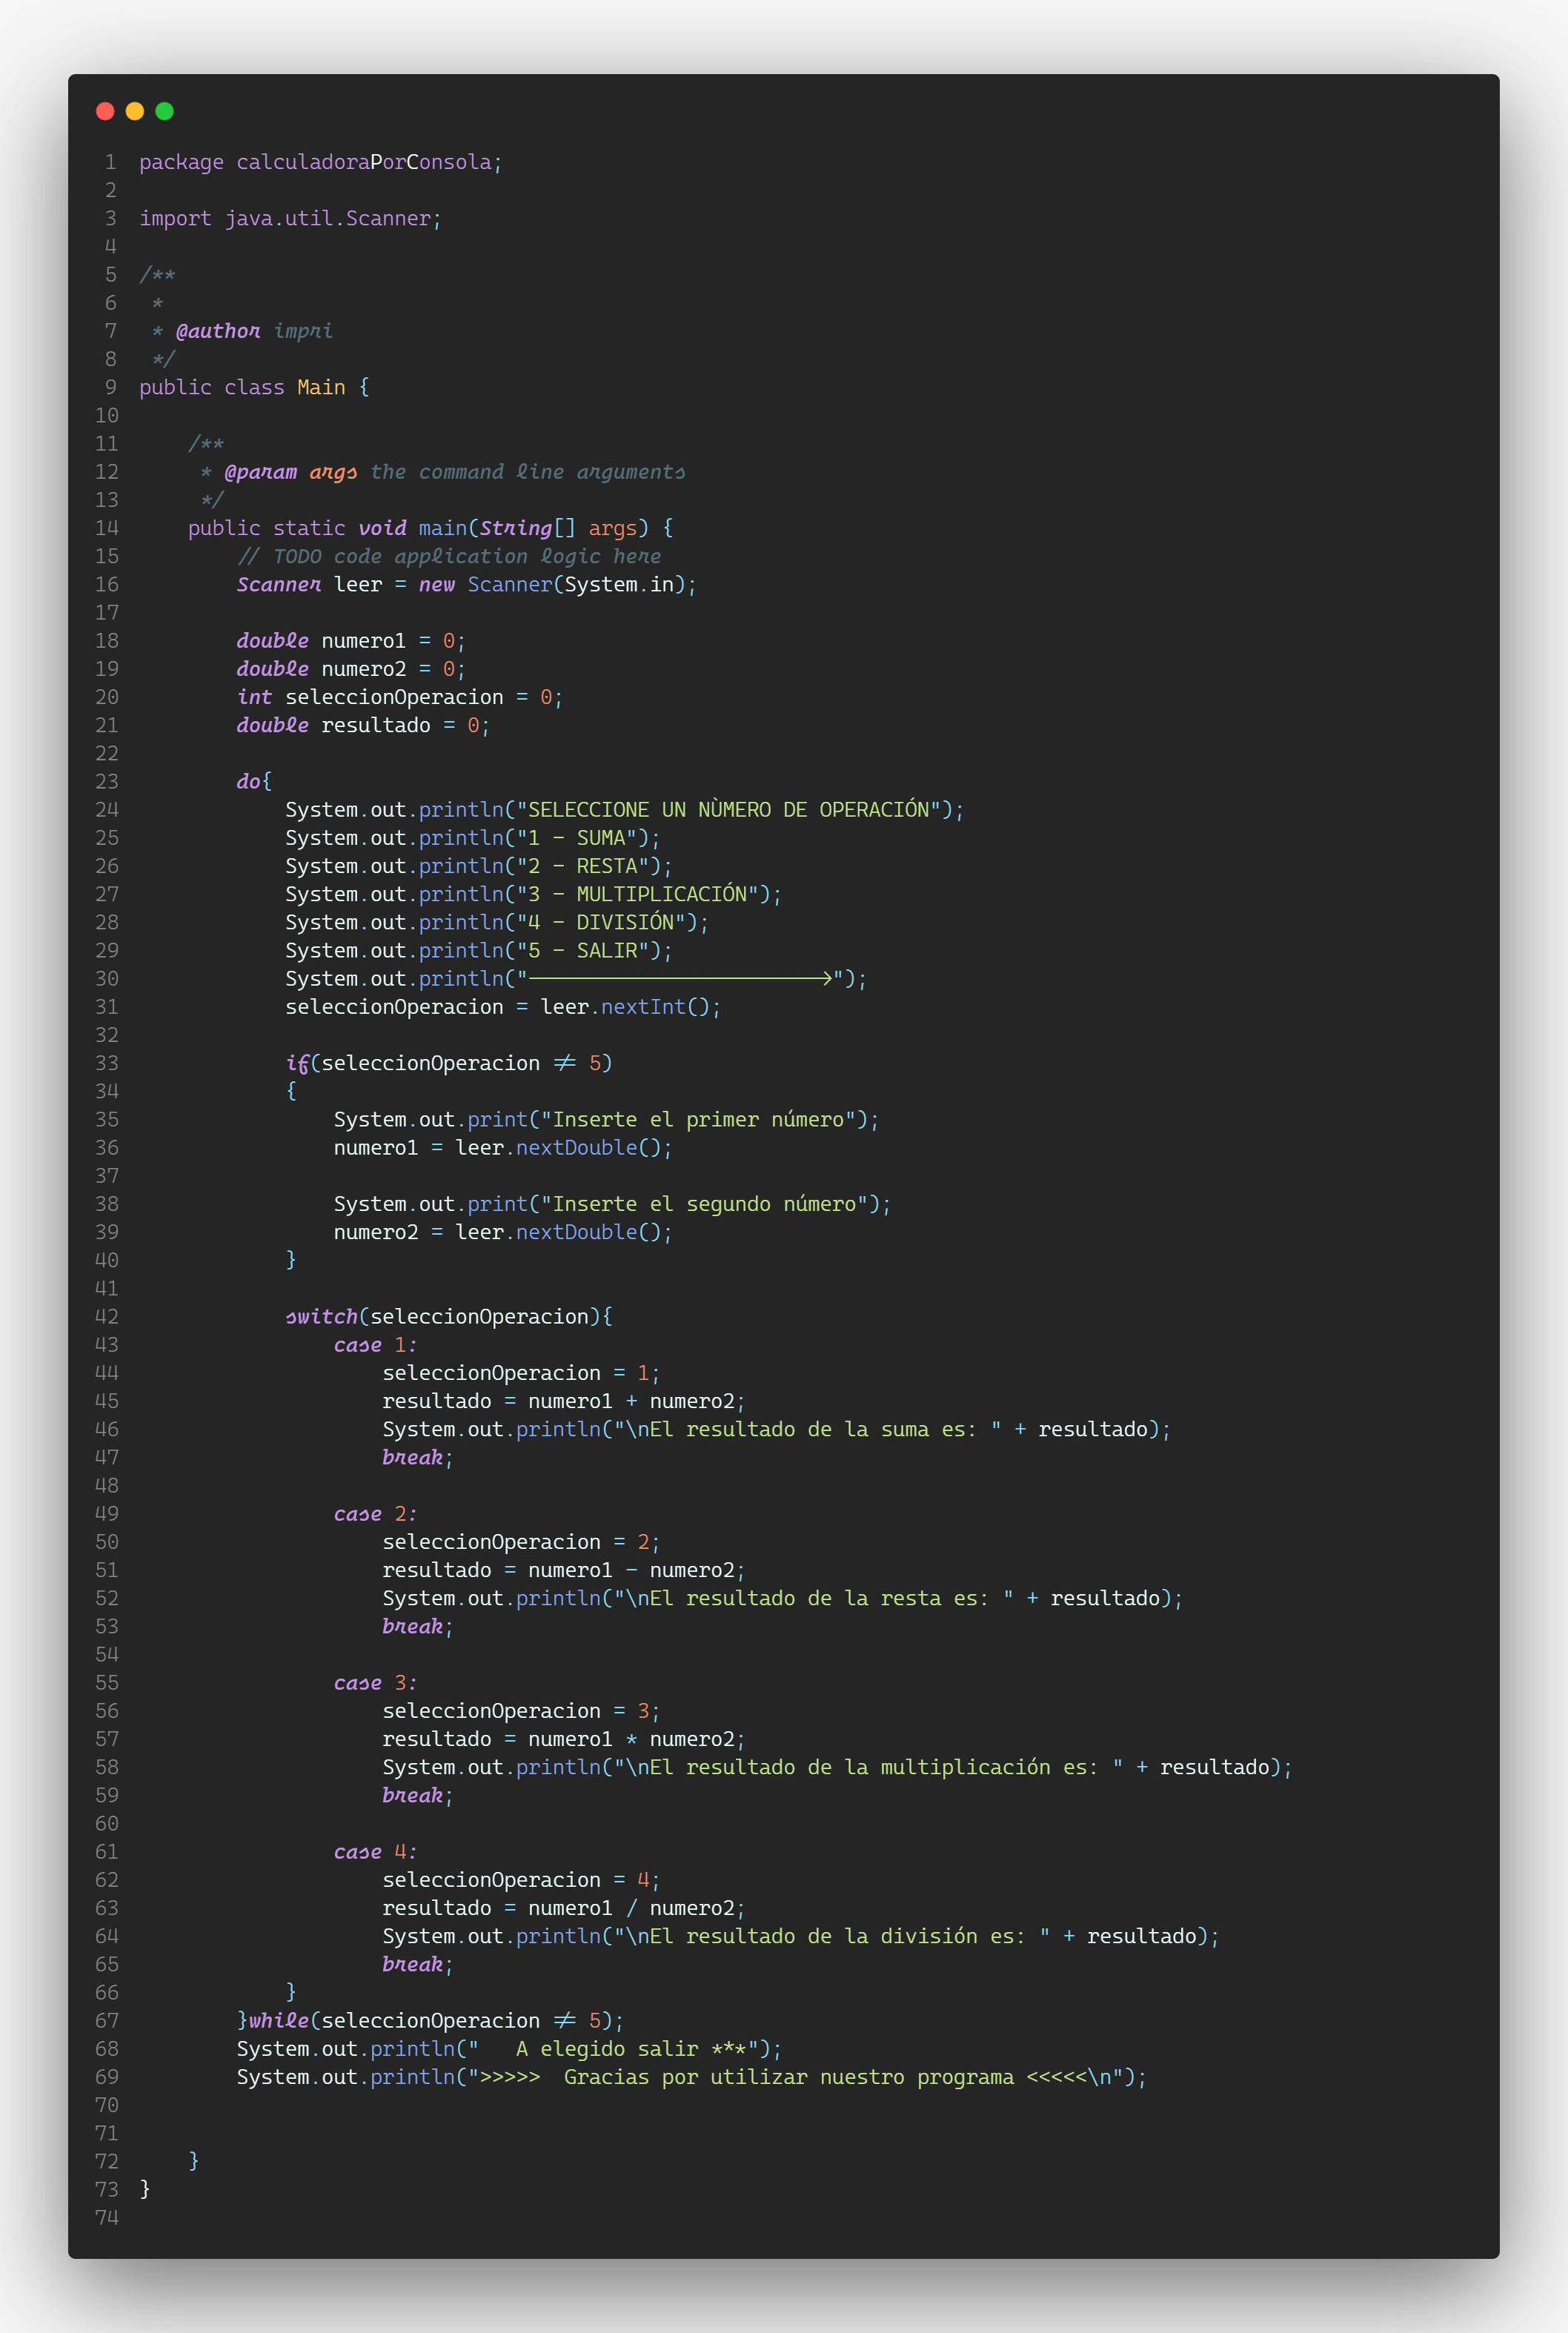 1 package calculadoraPorConsola;
2
3 import java.util.Scanner;
4
5 /**
6  *
7  * @author impri
8  */
9 public class Main {
10
11     /**
12      * @param args the command line arguments
13      */
14     public static void main(String[] args) {
15         // TODO code application logic here
16         Scanner leer = new Scanner(System.in);
17
18         double numero1 = 0;
19         double numero2 = 0;
20         int seleccionOperacion = 0;
21         double resultado = 0;
22
23         do{
24             System.out.println("SELECCIONE UN NÙMERO DE OPERACIÓN");
25             System.out.println("1 - SUMA");
26             System.out.println("2 - RESTA");
27             System.out.println("3 - MULTIPLICACIÓN");
28             System.out.println("4 - DIVISIÓN");
29             System.out.println("5 - SALIR");
30             System.out.println("------------------------>");
31             seleccionOperacion = leer.nextInt();
32
33             if(seleccionOperacion != 5)
34             {
35                 System.out.print("Inserte el primer número");
36                 numero1 = leer.nextDouble();
37
38                 System.out.print("Inserte el segundo número");
39                 numero2 = leer.nextDouble();
40             }
41
42             switch(seleccionOperacion){
43                 case 1:
44                     seleccionOperacion = 1;
45                     resultado = numero1 + numero2;
46                     System.out.println("\nEl resultado de la suma es: " + resultado);
47                     break;
48
49                 case 2:
50                     seleccionOperacion = 2;
51                     resultado = numero1 - numero2;
52                     System.out.println("\nEl resultado de la resta es: " + resultado);
53                     break;
54
55                 case 3:
56                     seleccionOperacion = 3;
57                     resultado = numero1 * numero2;
58                     System.out.println("\nEl resultado de la multiplicación es: " + resultado);
59                     break;
60
61                 case 4:
62                     seleccionOperacion = 4;
63                     resultado = numero1 / numero2;
64                     System.out.println("\nEl resultado de la división es: " + resultado);
65                     break;
66             }
67         }while(seleccionOperacion != 5);
68         System.out.println("   A elegido salir ***");
69         System.out.println(">>>>>  Gracias por utilizar nuestro programa <<<<<\n");
70
71
72     }
73 }
74